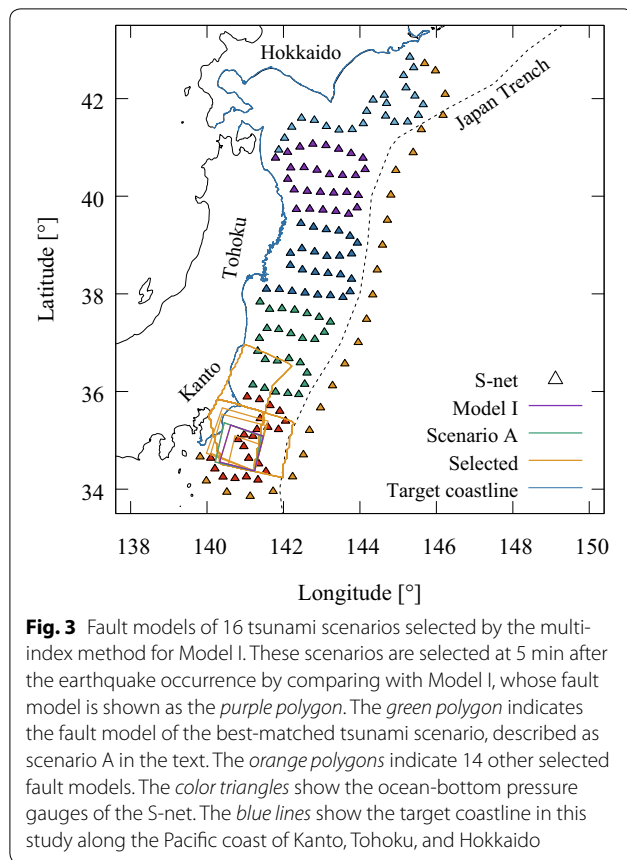 Hokkaido
Japan Trench
Tohoku
Kanto
42
40
38
36
34
Latitude [°]
S-net
Model I
Scenario A
Selected
Target coastline
138 140 142 144 146 148 150
Longitude [°]
Fig. 3 Fault models of 16 tsunami scenarios selected by the multi-
index method for Model I. These scenarios are selected at 5 min after
the earthquake occurrence by comparing with Model I, whose fault
model is shown as the purple polygon. The green polygon indicates
the fault model of the best-matched tsunami scenario, described as
scenario A in the text. The orange polygons indicate 14 other selected
fault models. The color triangles show the ocean-bottom pressure
gauges of the S-net. The blue lines show the target coastline in this
study along the Pacific coast of Kanto, Tohoku, and Hokkaido